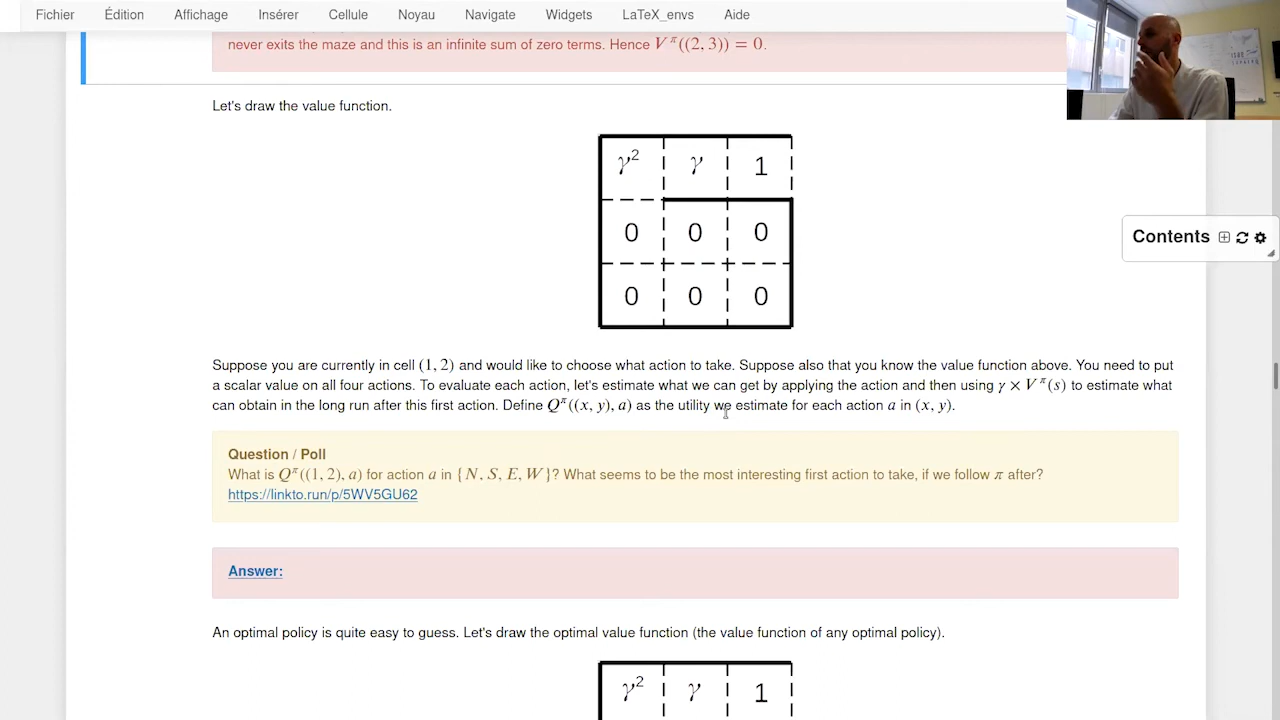 Fichier Édition Affichage Insérer Cellule Noyau Navigate Widgets LaTeX_envs Aide
never exits the maze and this is an infinite sum of zero terms. Hence V^π((2, 3)) = 0.
Let's draw the value function.
γ² γ 1
0 0 0
0 0 0
Contents
Suppose you are currently in cell (1, 2) and would like to choose what action to take. Suppose also that you know the value function above. You need to put
a scalar value on all four actions. To evaluate each action, let's estimate what we can get by applying the action and then using γ × V^π(s) to estimate what
can obtain in the long run after this first action. Define Q^π((x, y), a) as the utility we estimate for each action a in (x, y).
Question / Poll
What is Q^π((1, 2), a) for action a in {N, S, E, W}? What seems to be the most interesting first action to take, if we follow π after?
https://linkto.run/p/5WV5GU62
Answer:
An optimal policy is quite easy to guess. Let's draw the optimal value function (the value function of any optimal policy).
γ² γ 1